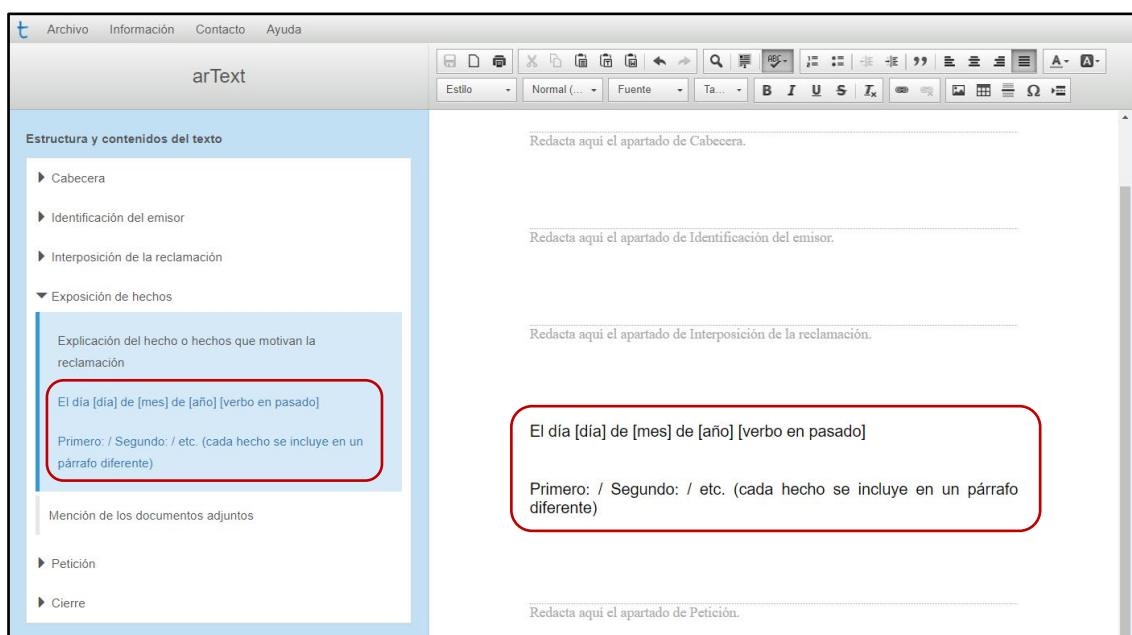 Archivo Información Contacto Ayuda
arText
Estilo Normal (... Fuente Ta... B I U S Ix Ω
Estructura y contenidos del texto
Cabecera
Identificación del emisor
Interposición de la reclamación
Exposición de hechos
Explicación del hecho o hechos que motivan la
reclamación
El día [día] de [mes] de [año] [verbo en pasado]
Primero: / Segundo: / etc. (cada hecho se incluye en un
párrafo diferente)
Mención de los documentos adjuntos
Petición
Cierre
Redacta aquí el apartado de Cabecera.
Redacta aquí el apartado de Identificación del emisor.
Redacta aquí el apartado de Interposición de la reclamación.
El día [día] de [mes] de [año] [verbo en pasado]
Primero: / Segundo: / etc. (cada hecho se incluye en un párrafo
diferente)
Redacta aquí el apartado de Petición.